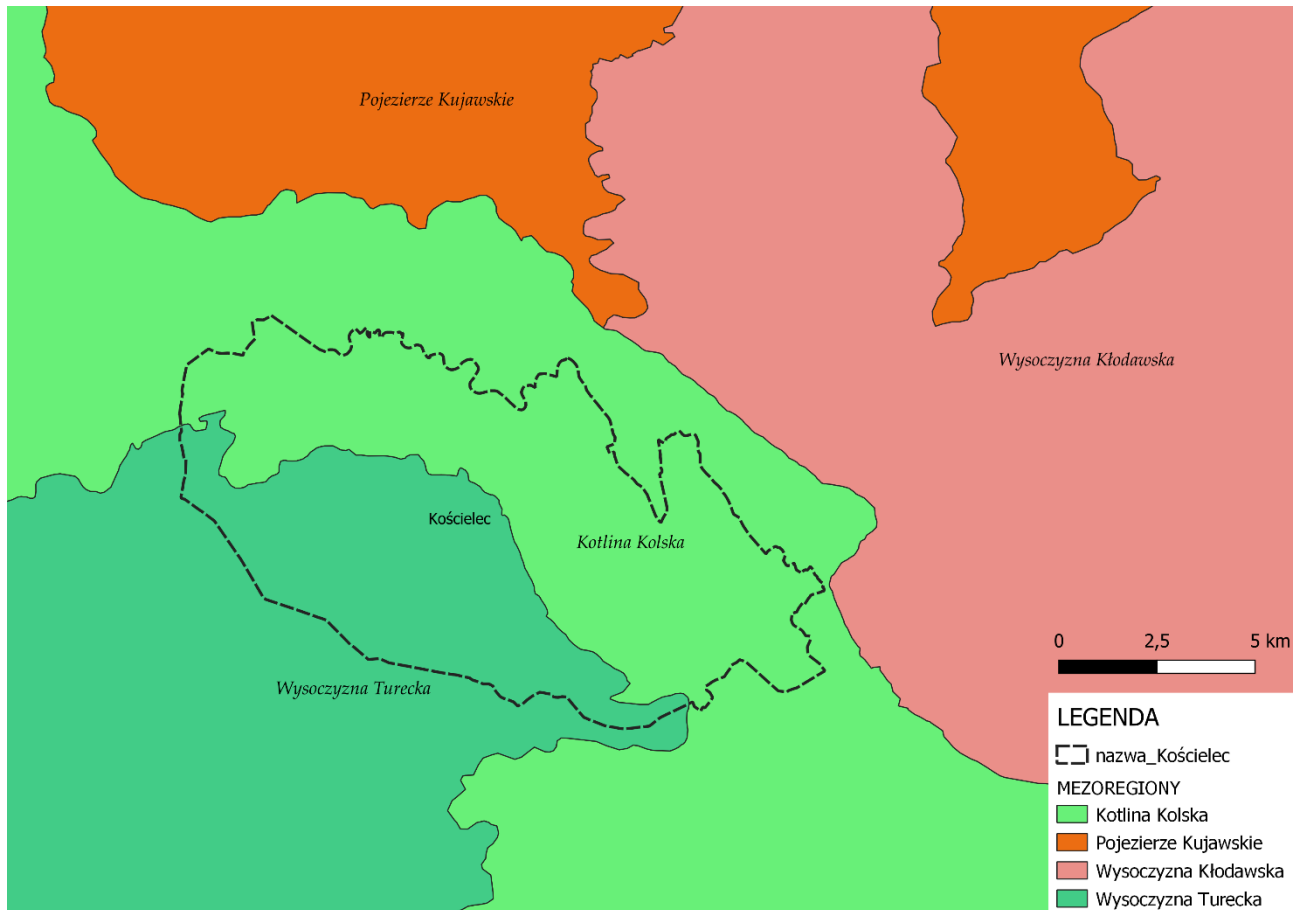 Pojezierze Kujawskie
Wysoczyzna Kłodawska
Kościelec
Kotlina Kolska
Wysoczyzna Turecka
0 2,5 5 km
LEGENDA
nazwa_Kościelec
MEZOREGIONY
Kotlina Kolska
Pojezierze Kujawskie
Wysoczyzna Kłodawska
Wysoczyzna Turecka